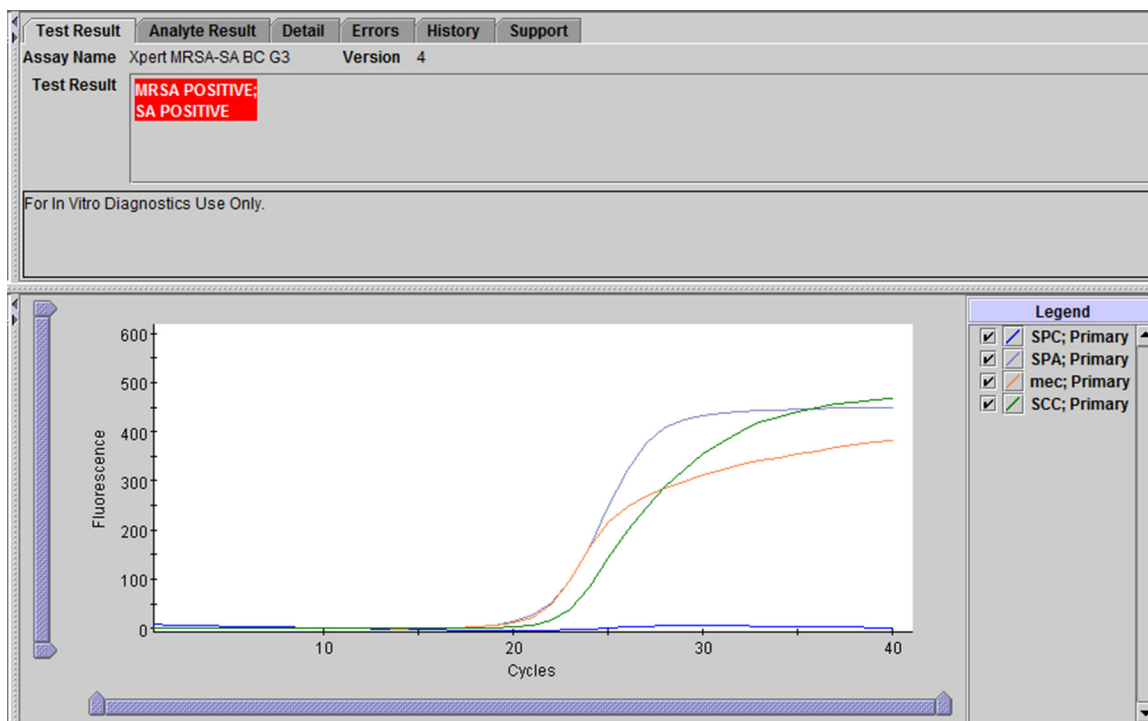 Test Result Analyte Result Detail Errors History Support
Assay Name Xpert MRSA-SA BC G3 Version 4
Test Result
MRSA POSITIVE;
SA POSITIVE
For In Vitro Diagnostics Use Only.
600
500
400
300
200
100
0
Fluorescence
10 20 30 40
Cycles
Legend
SPC; Primary
SPA; Primary
mec; Primary
SCC; Primary